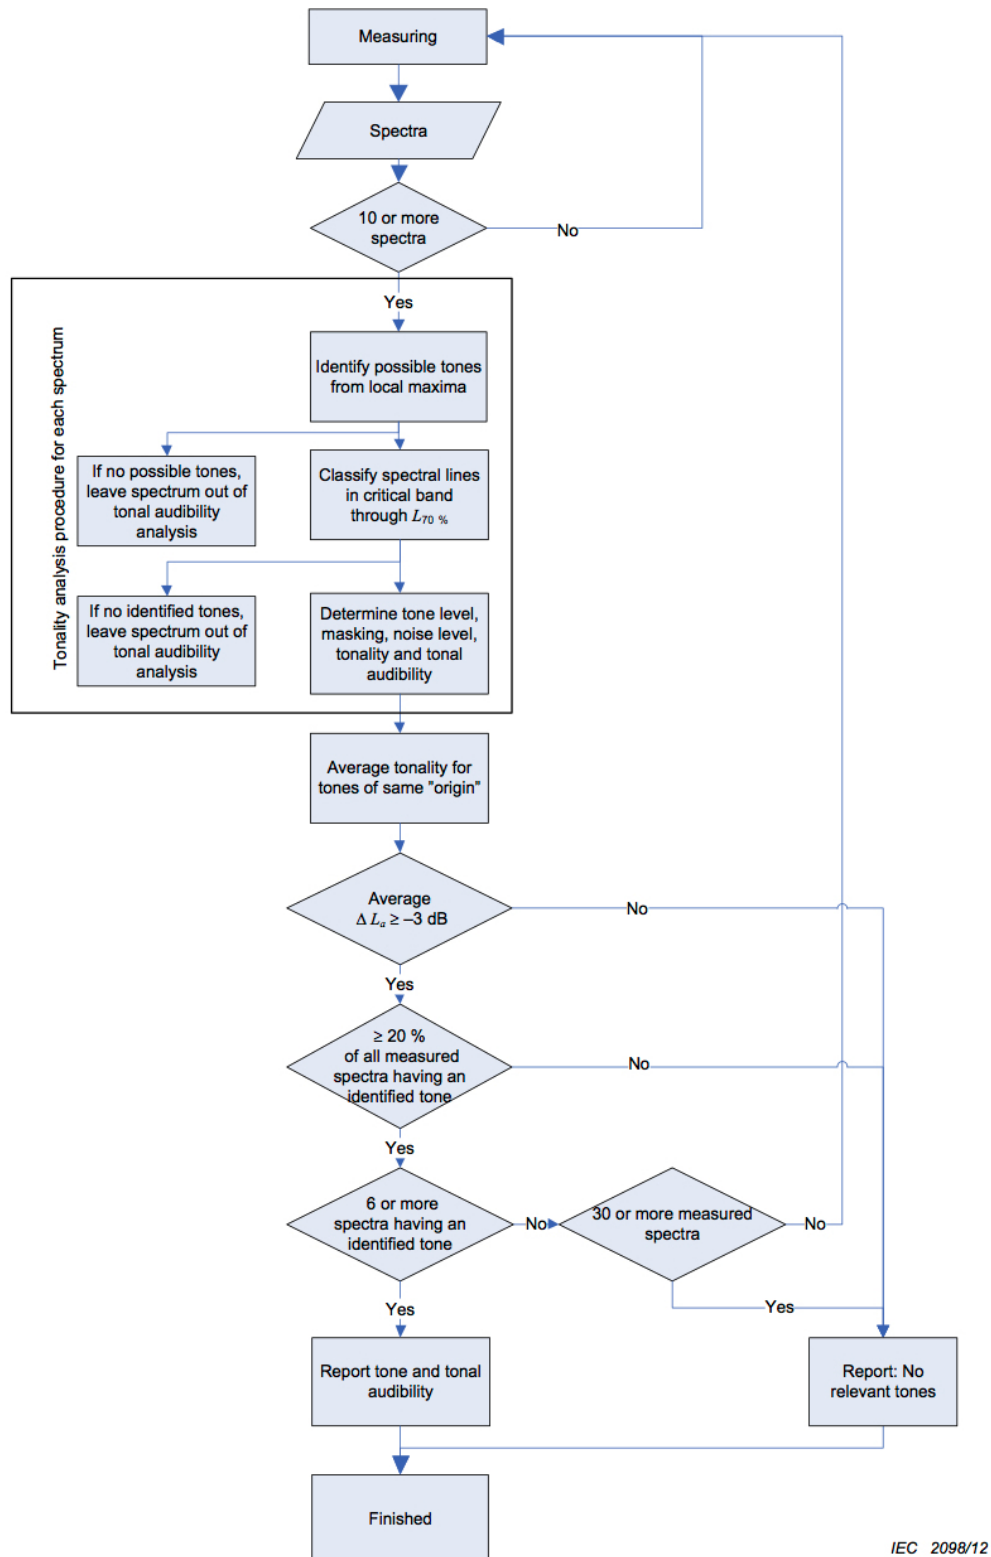 Measuring
Spectra
10 or more
spectra
No
Yes
Tonality analysis procedure for each spectrum
Identify possible tones
from local maxima
If no possible tones,
leave spectrum out of
tonal audibility
analysis
Classify spectral lines
in critical band
through L70 %
If no identified tones,
leave spectrum out of
tonal audibility
analysis
Determine tone level,
masking, noise level,
tonality and tonal
audibility
Average tonality for
tones of same "origin"
Average
Δ La ≥ –3 dB
No
Yes
≥ 20 %
of all measured
spectra having an
identified tone
No
Yes
6 or more
spectra having an
identified tone
No
30 or more measured
spectra
No
Yes
Yes
Report tone and tonal
audibility
Report: No
relevant tones
Finished
IEC 2098/12